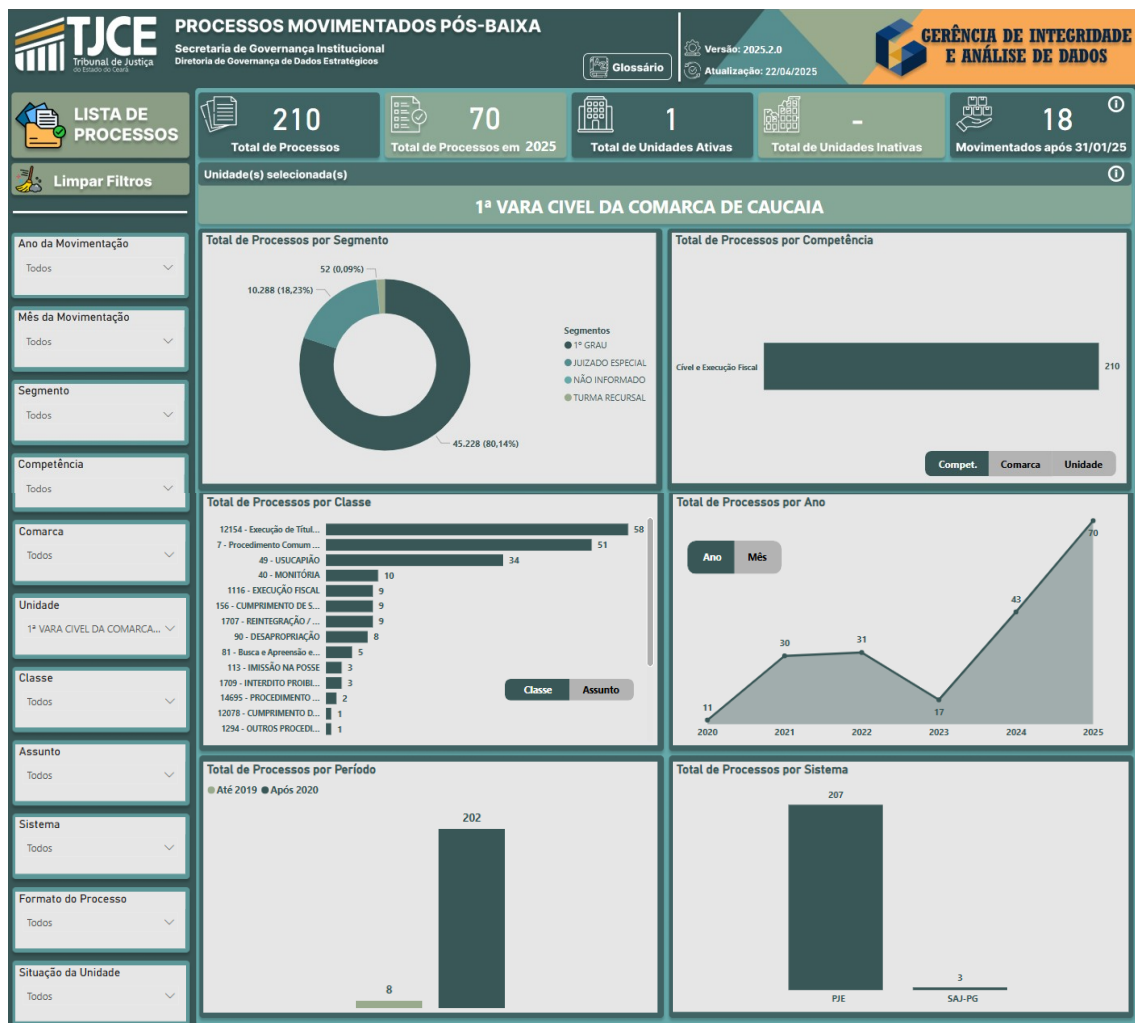 TJCE
Tribunal de Justiça
do Estado do Ceará
PROCESSOS MOVIMENTADOS PÓS-BAIXA
Secretaria de Governança Institucional
Diretoria de Governança de Dados Estratégicos
Glossário
Versão: 2025.2.0
Atualização: 22/04/2025
GERÊNCIA DE INTEGRIDADE
E ANÁLISE DE DADOS
LISTA DE
PROCESSOS
210
Total de Processos
70
Total de Processos em 2025
1
Total de Unidades Ativas
-
Total de Unidades Inativas
18
Movimentados após 31/01/25
Limpar Filtros
Unidade(s) selecionada(s)
1ª VARA CIVEL DA COMARCA DE CAUCAIA
Ano da Movimentação
Todos
Mês da Movimentação
Todos
Segmento
Todos
Competência
Todos
Comarca
Todos
Unidade
1ª VARA CIVEL DA COMARCA...
Classe
Todos
Assunto
Todos
Sistema
Todos
Formato do Processo
Todos
Situação da Unidade
Todos
Total de Processos por Segmento
52 (0,09%)
10.288 (18,23%)
45.228 (80,14%)
Segmentos
1º GRAU
JUIZADO ESPECIAL
NÃO INFORMADO
TURMA RECURSAL
Total de Processos por Competência
Cível e Execução Fiscal 210
Compet. Comarca Unidade
Total de Processos por Classe
12154 - Execução de Títul... 58
7 - Procedimento Comum ... 51
49 - USUCAPIÃO 34
40 - MONITÓRIA 10
1116 - EXECUÇÃO FISCAL 9
156 - CUMPRIMENTO DE S... 9
1707 - REINTEGRAÇÃO / ... 9
90 - DESAPROPRIAÇÃO 8
81 - Busca e Apreensão e... 5
113 - IMISSÃO NA POSSE 3
1709 - INTERDITO PROIBI... 3
14695 - PROCEDIMENTO ... 2
12078 - CUMPRIMENTO D... 1
1294 - OUTROS PROCEDI... 1
Classe Assunto
Total de Processos por Ano
Ano Mês
11 30 31 17 43 70
2020 2021 2022 2023 2024 2025
Total de Processos por Período
Até 2019 Após 2020
8 202
Total de Processos por Sistema
207 3
PJE SAJ-PG